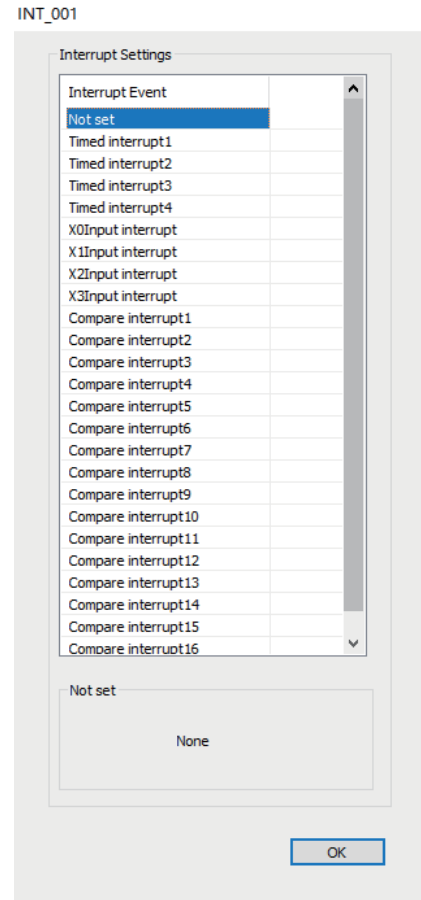 INT_001
Interrupt Settings
Interrupt Event
Not set
Timed interrupt1
Timed interrupt2
Timed interrupt3
Timed interrupt4
X0Input interrupt
X1Input interrupt
X2Input interrupt
X3Input interrupt
Compare interrupt1
Compare interrupt2
Compare interrupt3
Compare interrupt4
Compare interrupt5
Compare interrupt6
Compare interrupt7
Compare interrupt8
Compare interrupt9
Compare interrupt10
Compare interrupt11
Compare interrupt12
Compare interrupt13
Compare interrupt14
Compare interrupt15
Compare interrupt16
Not set
None
OK